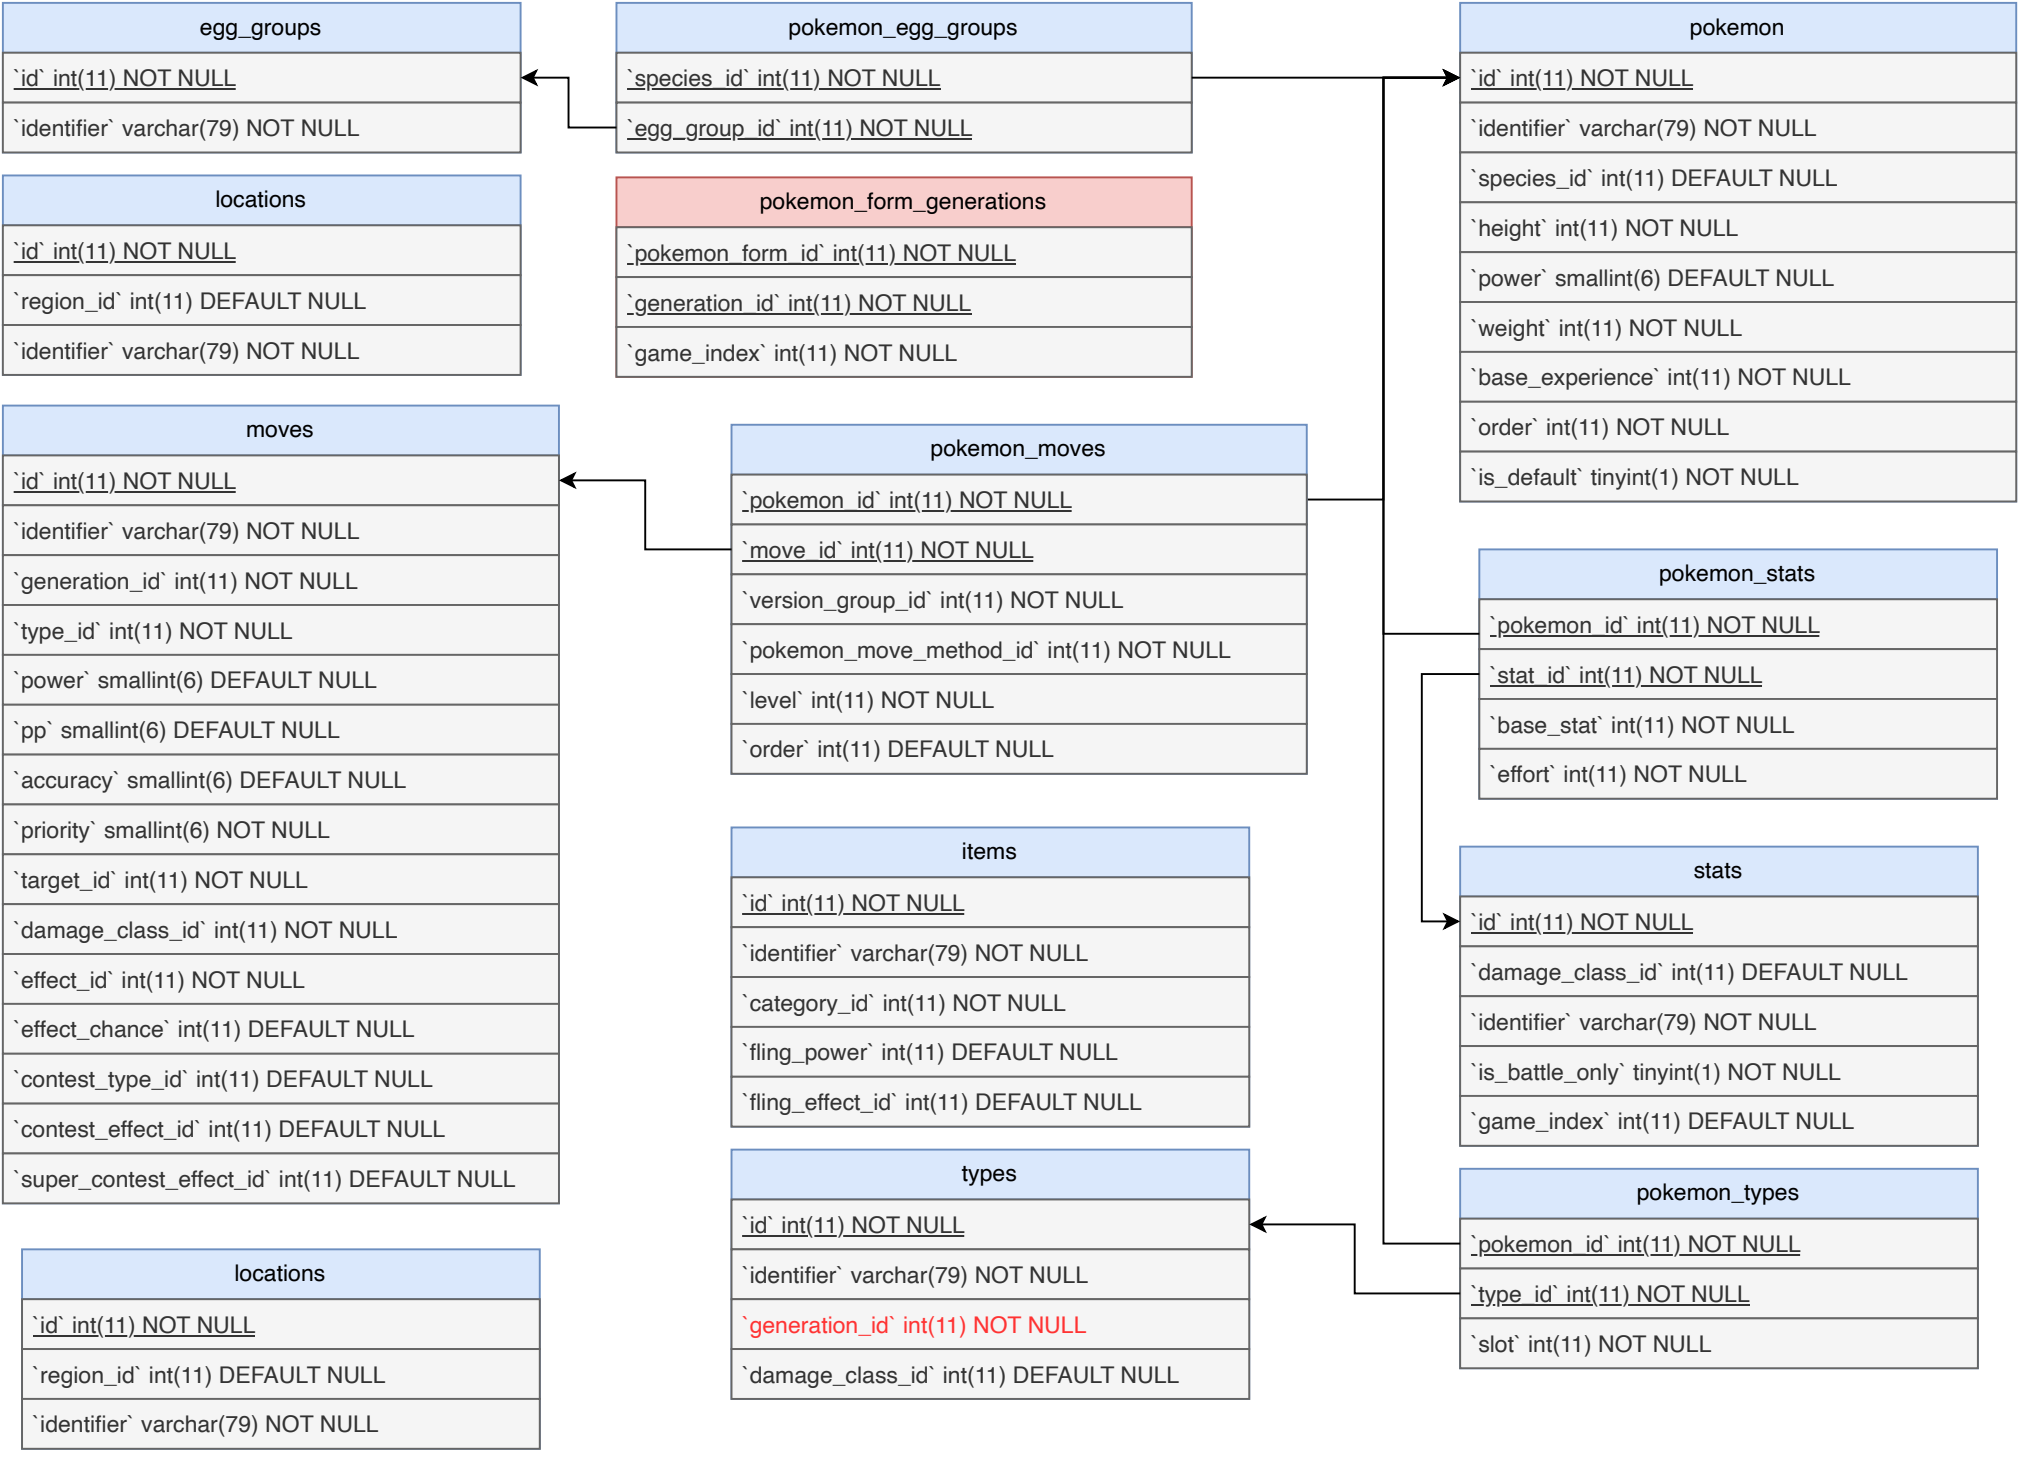 egg_groups
`id` int(11) NOT NULL
`identifier` varchar(79) NOT NULL
pokemon_egg_groups
`species_id` int(11) NOT NULL
`egg_group_id` int(11) NOT NULL
pokemon
`id` int(11) NOT NULL
`identifier` varchar(79) NOT NULL
`species_id` int(11) DEFAULT NULL
`height` int(11) NOT NULL
`power` smallint(6) DEFAULT NULL
`weight` int(11) NOT NULL
`base_experience` int(11) NOT NULL
`order` int(11) NOT NULL
`is_default` tinyint(1) NOT NULL
locations
`id` int(11) NOT NULL
`region_id` int(11) DEFAULT NULL
`identifier` varchar(79) NOT NULL
pokemon_form_generations
`pokemon_form_id` int(11) NOT NULL
`generation_id` int(11) NOT NULL
`game_index` int(11) NOT NULL
moves
`id` int(11) NOT NULL
`identifier` varchar(79) NOT NULL
`generation_id` int(11) NOT NULL
`type_id` int(11) NOT NULL
`power` smallint(6) DEFAULT NULL
`pp` smallint(6) DEFAULT NULL
`accuracy` smallint(6) DEFAULT NULL
`priority` smallint(6) NOT NULL
`target_id` int(11) NOT NULL
`damage_class_id` int(11) NOT NULL
`effect_id` int(11) NOT NULL
`effect_chance` int(11) DEFAULT NULL
`contest_type_id` int(11) DEFAULT NULL
`contest_effect_id` int(11) DEFAULT NULL
`super_contest_effect_id` int(11) DEFAULT NULL
pokemon_moves
`pokemon_id` int(11) NOT NULL
`move_id` int(11) NOT NULL
`version_group_id` int(11) NOT NULL
`pokemon_move_method_id` int(11) NOT NULL
`level` int(11) NOT NULL
`order` int(11) DEFAULT NULL
pokemon_stats
`pokemon_id` int(11) NOT NULL
`stat_id` int(11) NOT NULL
`base_stat` int(11) NOT NULL
`effort` int(11) NOT NULL
items
`id` int(11) NOT NULL
`identifier` varchar(79) NOT NULL
`category_id` int(11) NOT NULL
`fling_power` int(11) DEFAULT NULL
`fling_effect_id` int(11) DEFAULT NULL
stats
`id` int(11) NOT NULL
`damage_class_id` int(11) DEFAULT NULL
`identifier` varchar(79) NOT NULL
`is_battle_only` tinyint(1) NOT NULL
`game_index` int(11) DEFAULT NULL
types
`id` int(11) NOT NULL
`identifier` varchar(79) NOT NULL
`generation_id` int(11) NOT NULL
`damage_class_id` int(11) DEFAULT NULL
pokemon_types
`pokemon_id` int(11) NOT NULL
`type_id` int(11) NOT NULL
`slot` int(11) NOT NULL
locations
`id` int(11) NOT NULL
`region_id` int(11) DEFAULT NULL
`identifier` varchar(79) NOT NULL